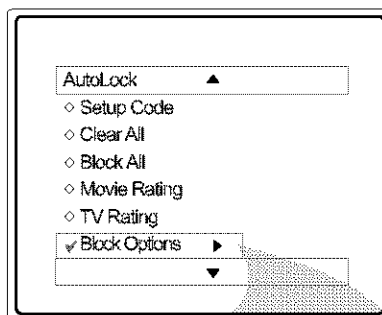 AutoLock
Setup Code
Clear All
Block All
Movie Rating
TV Rating
Block Options